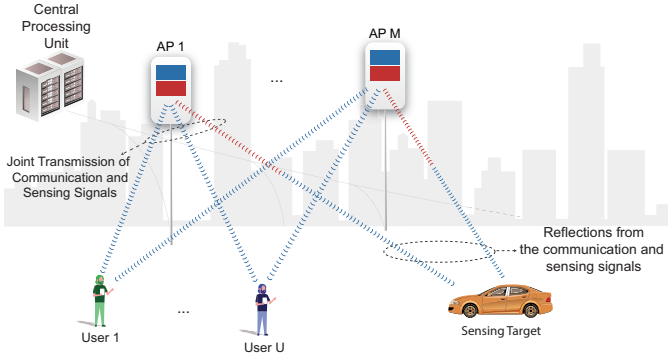 Central
Processing
Unit
AP 1
...
AP M
Joint Transmission of
Communication and
Sensing Signals
Reflections from
the communication and
sensing signals
User 1
...
User U
Sensing Target